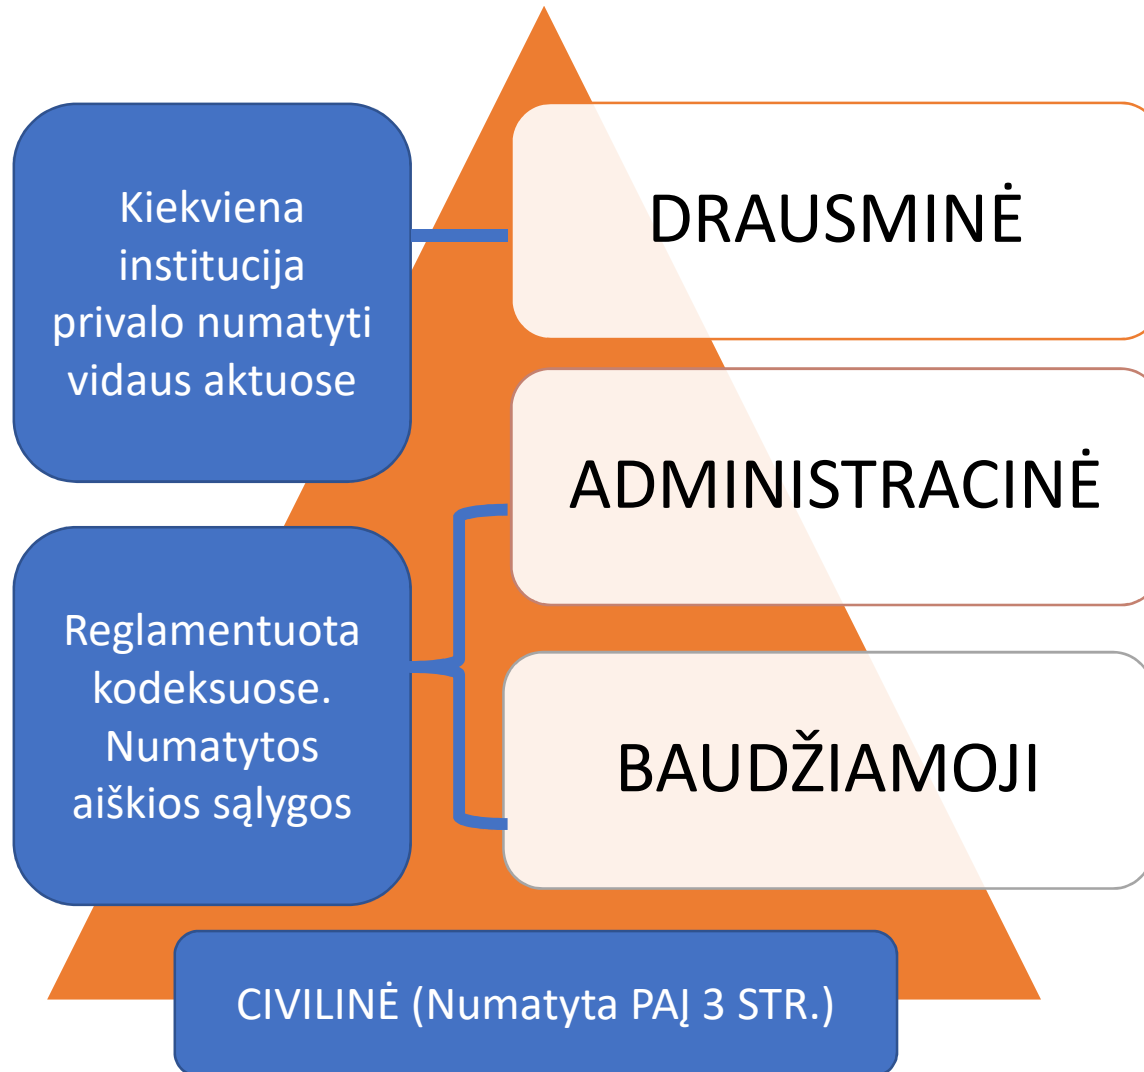 Kiekviena
institucija
privalo numatyti
vidaus aktuose
DRAUSMINĖ
ADMINISTRACINĖ
Reglamentuota
kodeksuose.
Numatytos
aiškios sąlygos
BAUDŽIAMOJI
CIVILINĖ (Numatyta PAĮ 3 STR.)